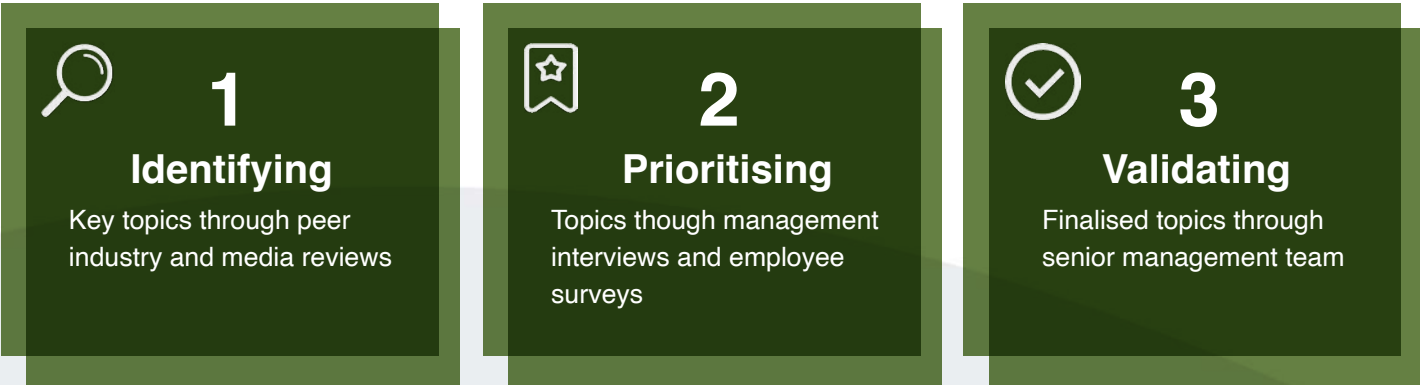 1
Identifying
Key topics through peer
industry and media reviews
2
Prioritising
Topics though management
interviews and employee
surveys
3
Validating
Finalised topics through
senior management team